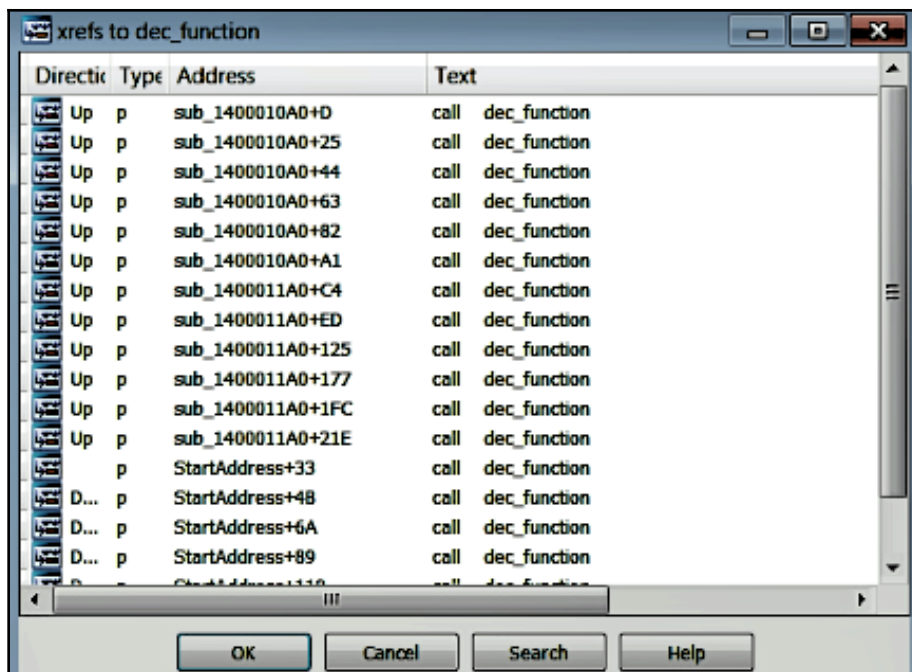 xrefs to dec_function
Directic Type Address Text
Up p sub_1400010A0+D call dec_function
Up p sub_1400010A0+25 call dec_function
Up p sub_1400010A0+44 call dec_function
Up p sub_1400010A0+63 call dec_function
Up p sub_1400010A0+82 call dec_function
Up p sub_1400010A0+A1 call dec_function
Up p sub_1400011A0+C4 call dec_function
Up p sub_1400011A0+ED call dec_function
Up p sub_1400011A0+125 call dec_function
Up p sub_1400011A0+177 call dec_function
Up p sub_1400011A0+1FC call dec_function
Up p sub_1400011A0+21E call dec_function
p StartAddress+33 call dec_function
D... p StartAddress+4B call dec_function
D... p StartAddress+6A call dec_function
D... p StartAddress+89 call dec_function
OK Cancel Search Help